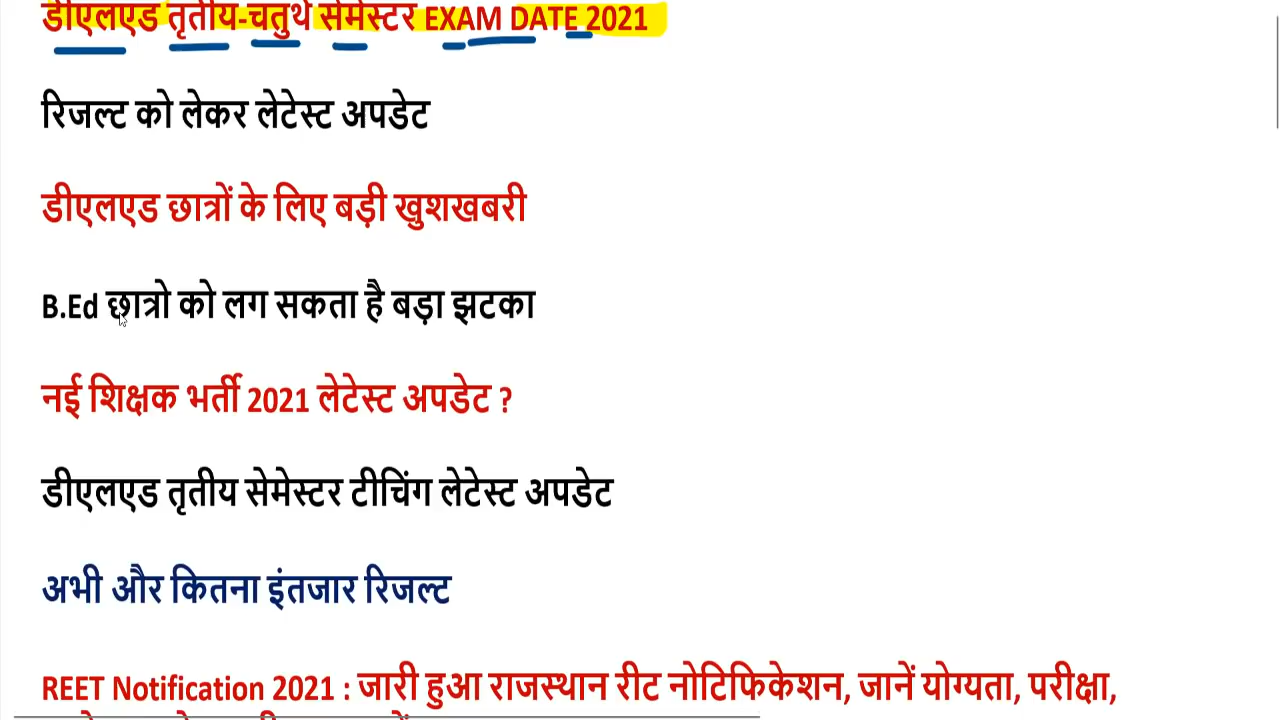 डीएलएड तृतीय-चतुर्थ सेमेस्टर EXAM DATE 2021
रिजल्ट को लेकर लेटेस्ट अपडेट
डीएलएड छात्रों के लिए बड़ी खुशखबरी
B.Ed छात्रो को लग सकता है बड़ा झटका
नई शिक्षक भर्ती 2021 लेटेस्ट अपडेट ?
डीएलएड तृतीय सेमेस्टर टीचिंग लेटेस्ट अपडेट
अभी और कितना इंतजार रिजल्ट
REET Notification 2021 : जारी हुआ राजस्थान रीट नोटिफिकेशन, जानें योग्यता, परीक्षा,